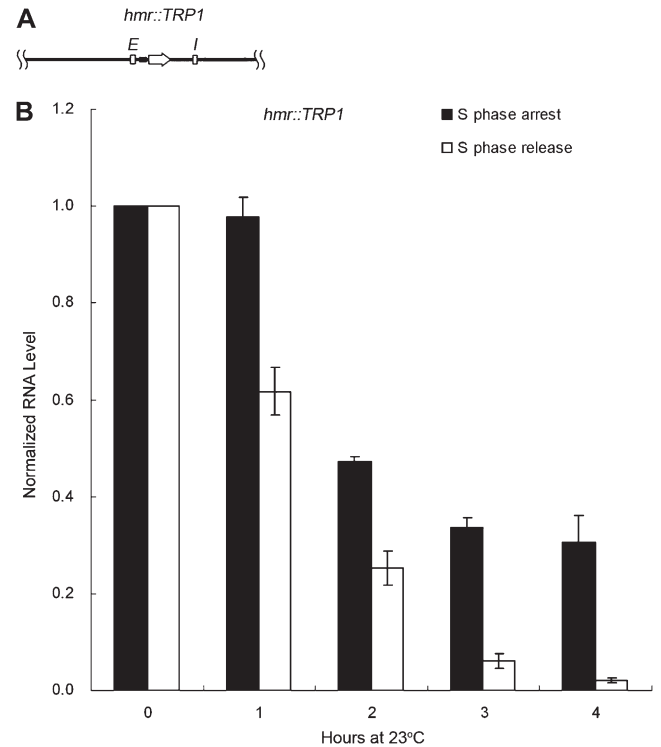 A
hmr::TRP1
E
I
B
hmr::TRP1
S phase arrest
S phase release
Normalized RNA Level
1.2
1.0
0.8
0.6
0.4
0.2
0.0
0 1 2 3 4
Hours at 23°C